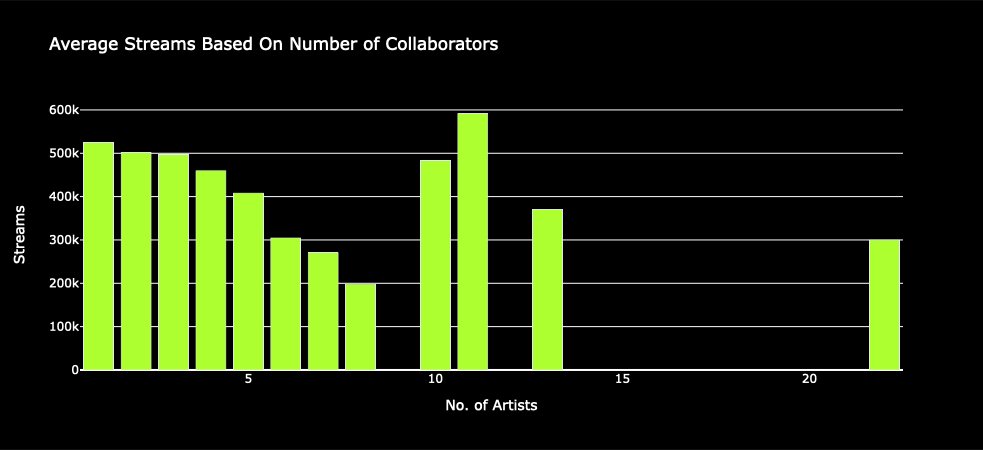 Average Streams Based On Number of Collaborators
600k
500k
400k
300k
200k
100k
0
Streams
5 10 15 20
No. of Artists